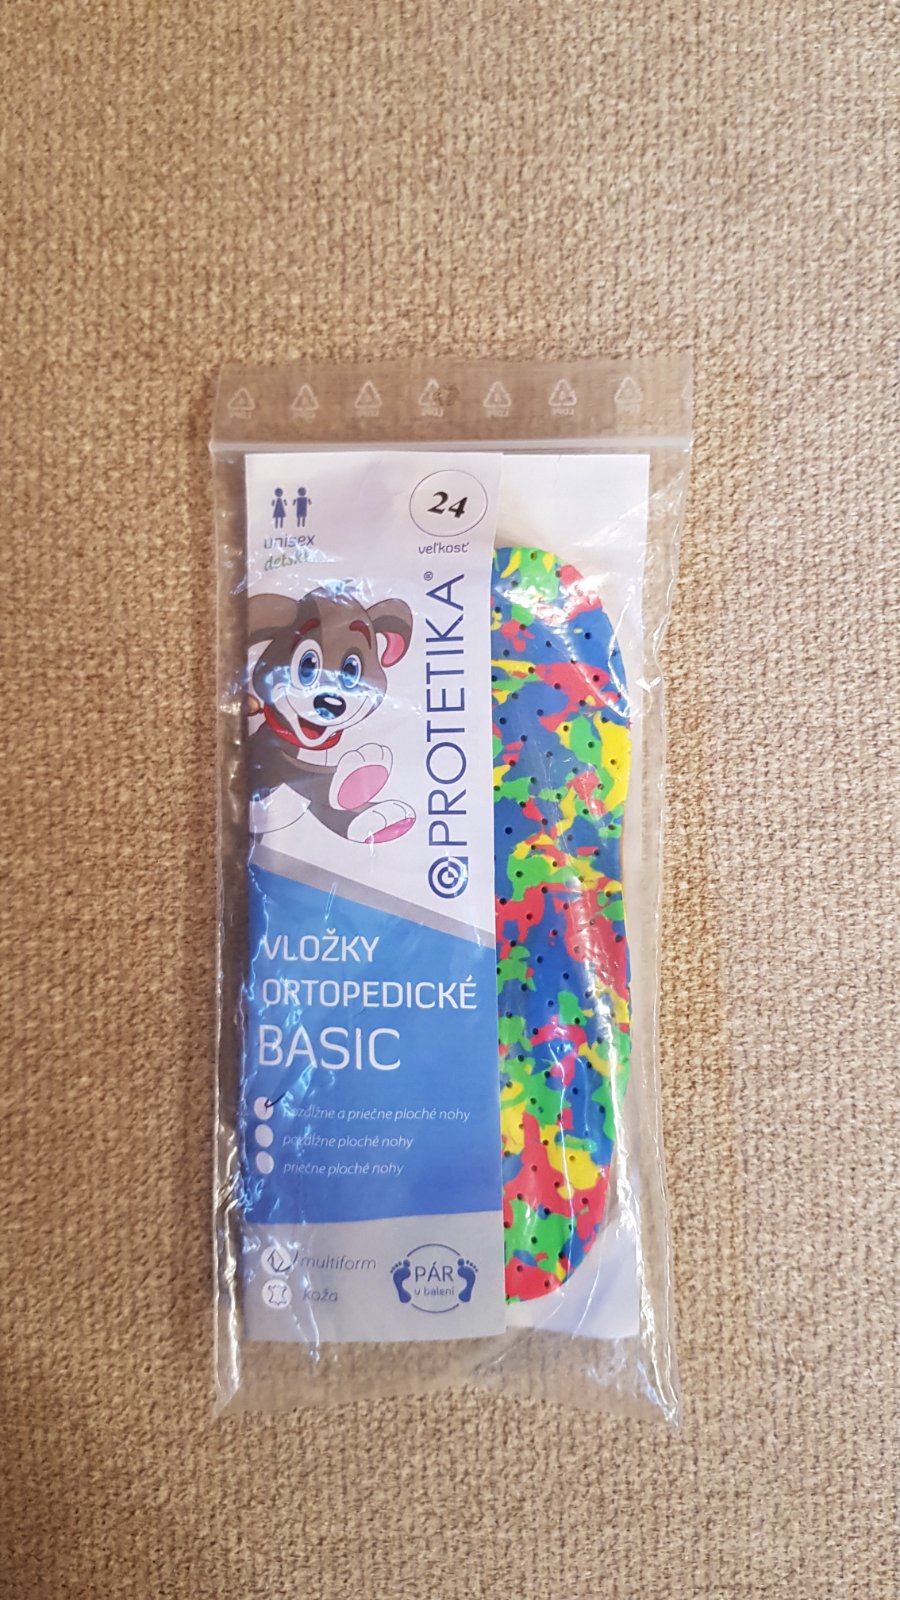 unisex
detské
24
veľkosť
PROTETIKA®
VLOŽKY
ORTOPEDICKÉ
BASIC
pozdĺžne a priečne ploché nohy
pozdĺžne ploché nohy
priečne ploché nohy
multiform
koža
PÁR
v balení